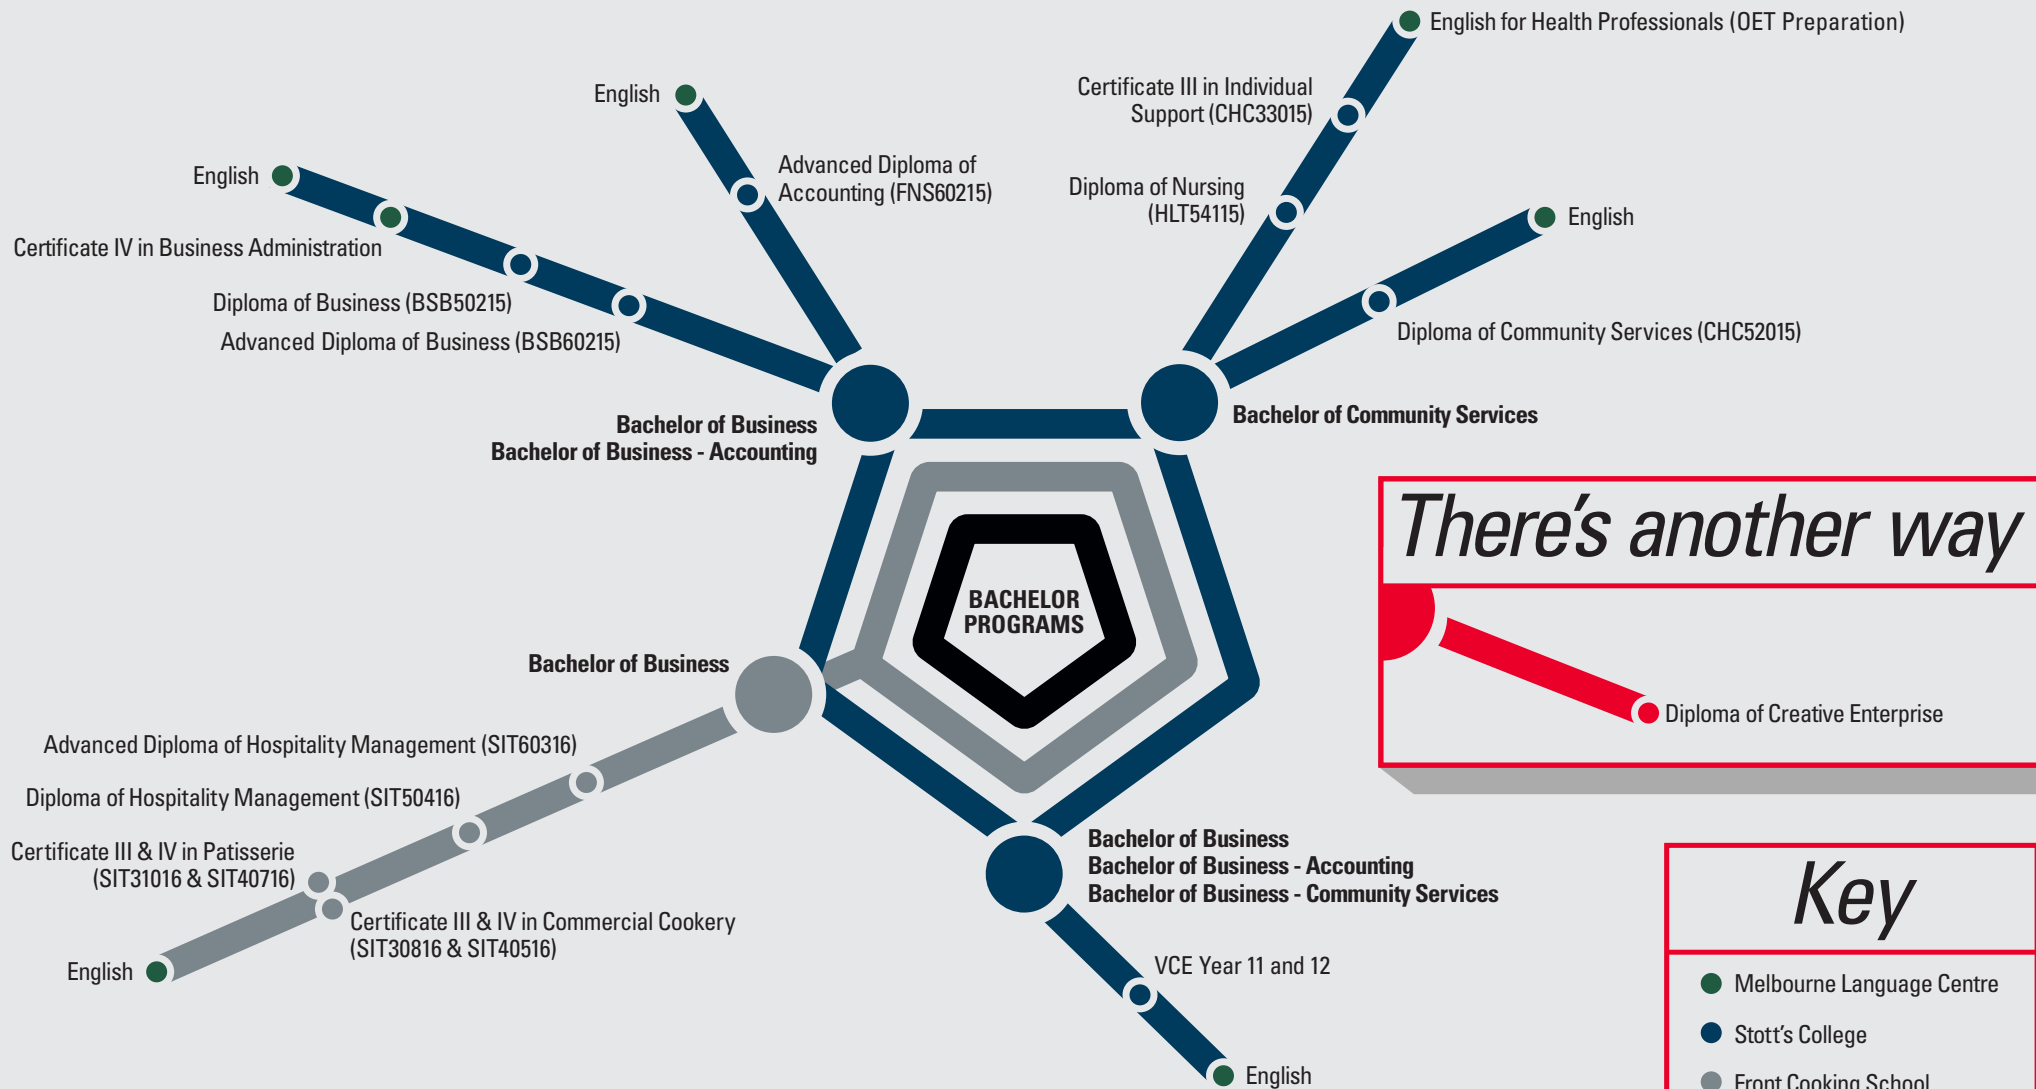 English for Health Professionals (OET Preparation)
Certificate III in Individual
Support (CHC33015)
English
Advanced Diploma of
Accounting (FNS60215)
English
Certificate IV in Business Administration
Diploma of Business (BSB50215)
Advanced Diploma of Business (BSB60215)
Diploma of Nursing
(HLT54115)
English
Diploma of Community Services (CHC52015)
Bachelor of Business
Bachelor of Business - Accounting
Bachelor of Community Services
There's another way
Diploma of Creative Enterprise
BACHELOR
PROGRAMS
Bachelor of Business
Advanced Diploma of Hospitality Management (SIT60316)
Diploma of Hospitality Management (SIT50416)
Certificate III & IV in Patisserie
(SIT31016 & SIT40716)
Certificate III & IV in Commercial Cookery
(SIT30816 & SIT40516)
English
Bachelor of Business
Bachelor of Business - Accounting
Bachelor of Business - Community Services
VCE Year 11 and 12
English
Key
Melbourne Language Centre
Stott's College
Front Cooking School